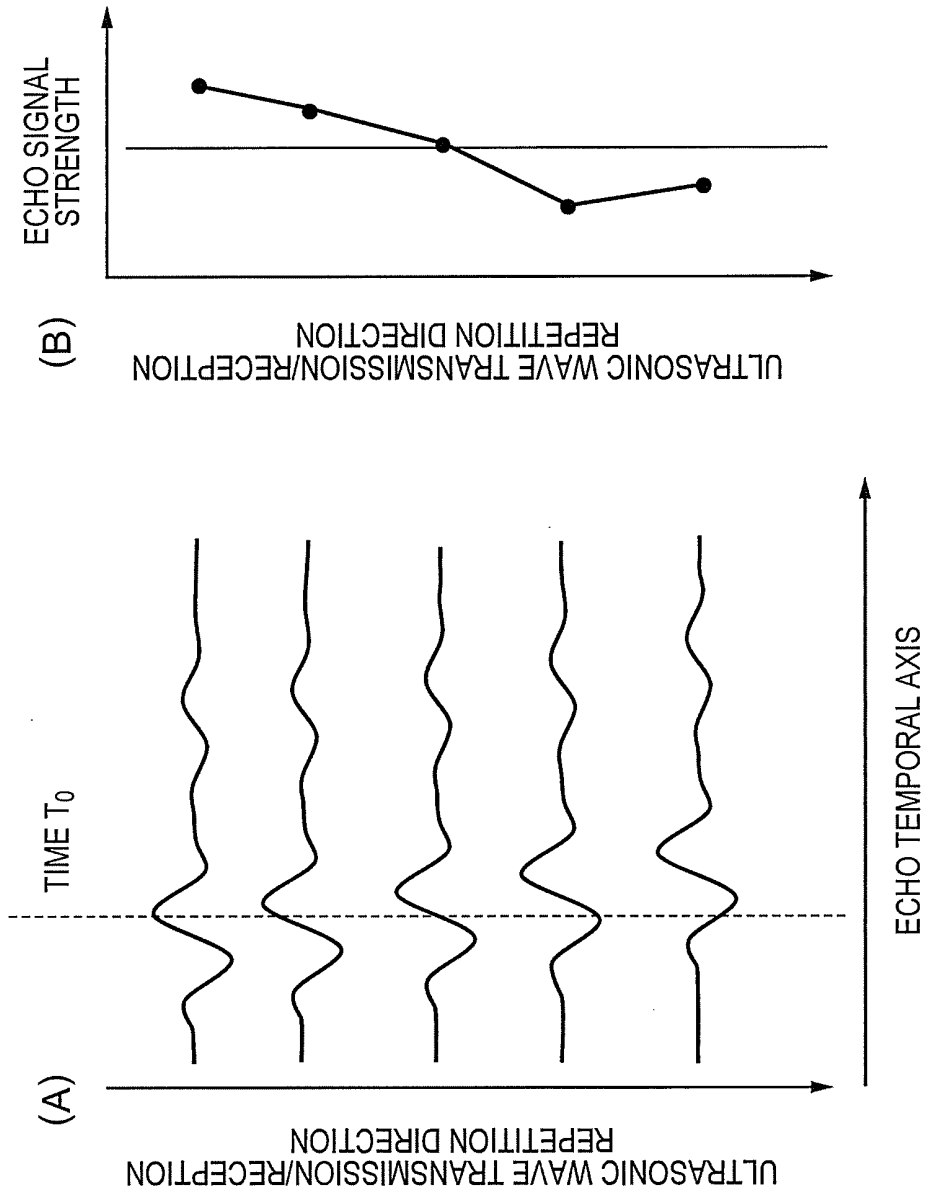 (A)
TIME T0
ULTRASONIC WAVE TRANSMISSION/RECEPTION
REPETITION DIRECTION
ECHO TEMPORAL AXIS
(B)
ECHO SIGNAL
STRENGTH
ULTRASONIC WAVE TRANSMISSION/RECEPTION
REPETITION DIRECTION